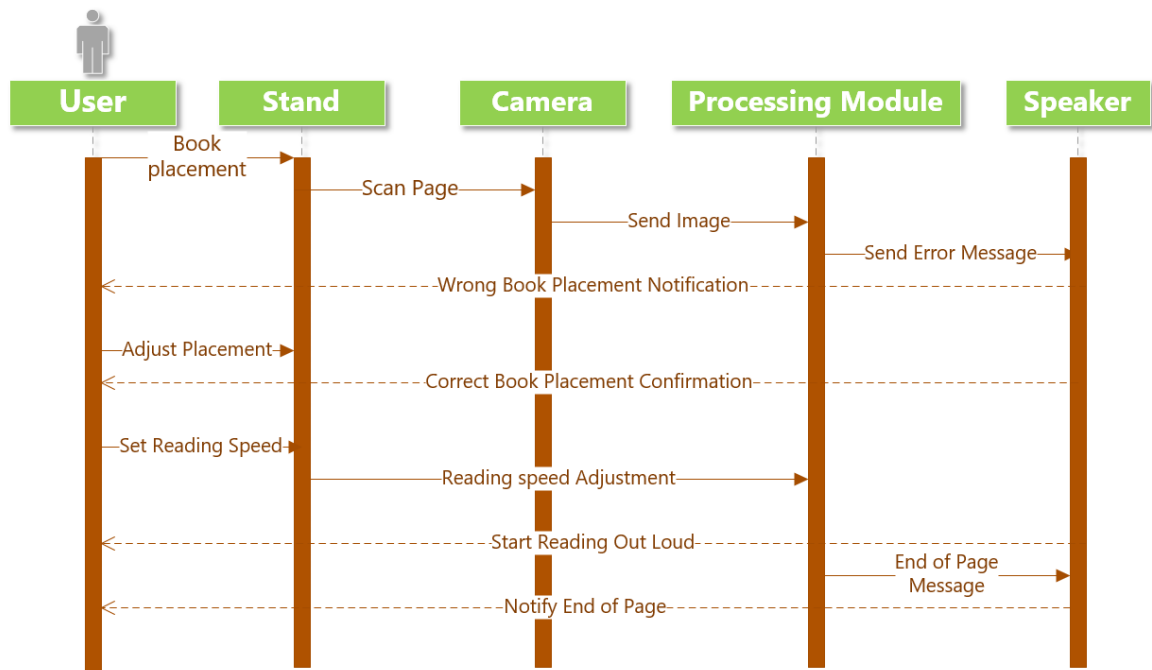 User
Stand
Camera
Processing Module
Speaker
Book
placement
Scan Page
Send Image
Send Error Message
Wrong Book Placement Notification
Adjust Placement
Correct Book Placement Confirmation
Set Reading Speed
Reading speed Adjustment
Start Reading Out Loud
End of Page
Message
Notify End of Page